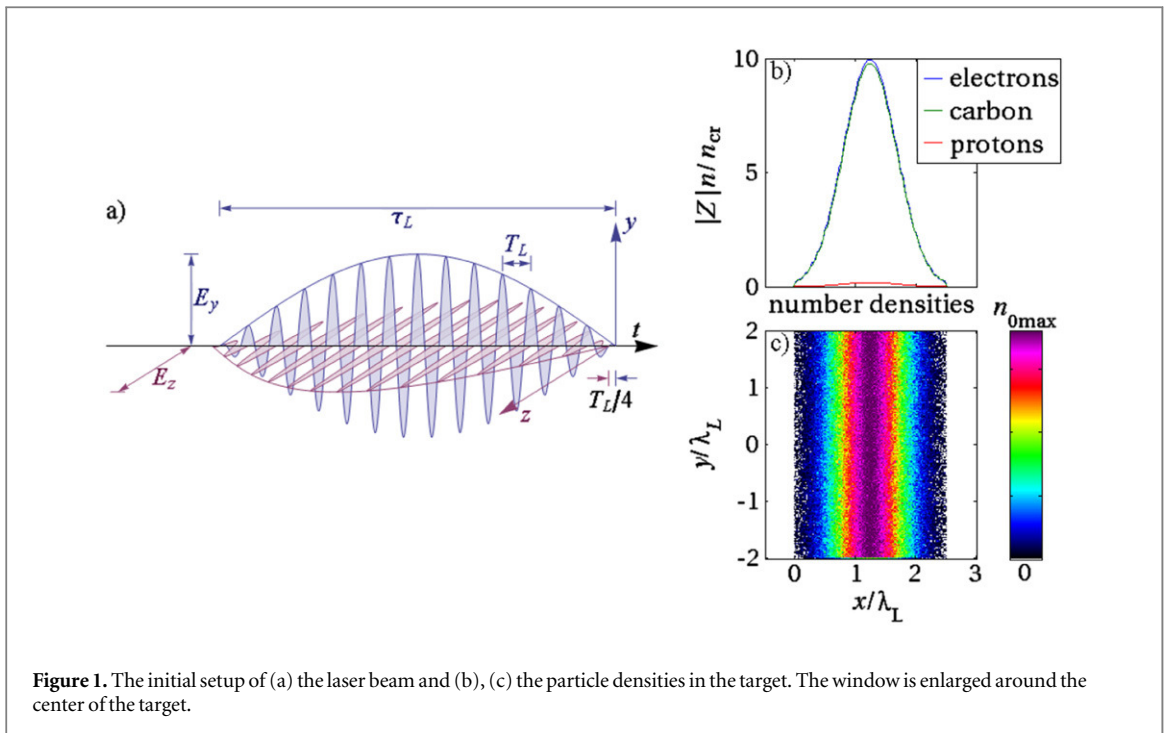 a)
τ_L
y
T_L
E_y
t
E_z
T_L/4
z
b)
10
5
0
|Z|n/n_cr
electrons
carbon
protons
number densities
c)
2
1
0
-1
-2
y/λ_L
0
1
2
3
x/λ_L
n_0max
0
Figure 1. The initial setup of (a) the laser beam and (b), (c) the particle densities in the target. The window is enlarged around the
center of the target.